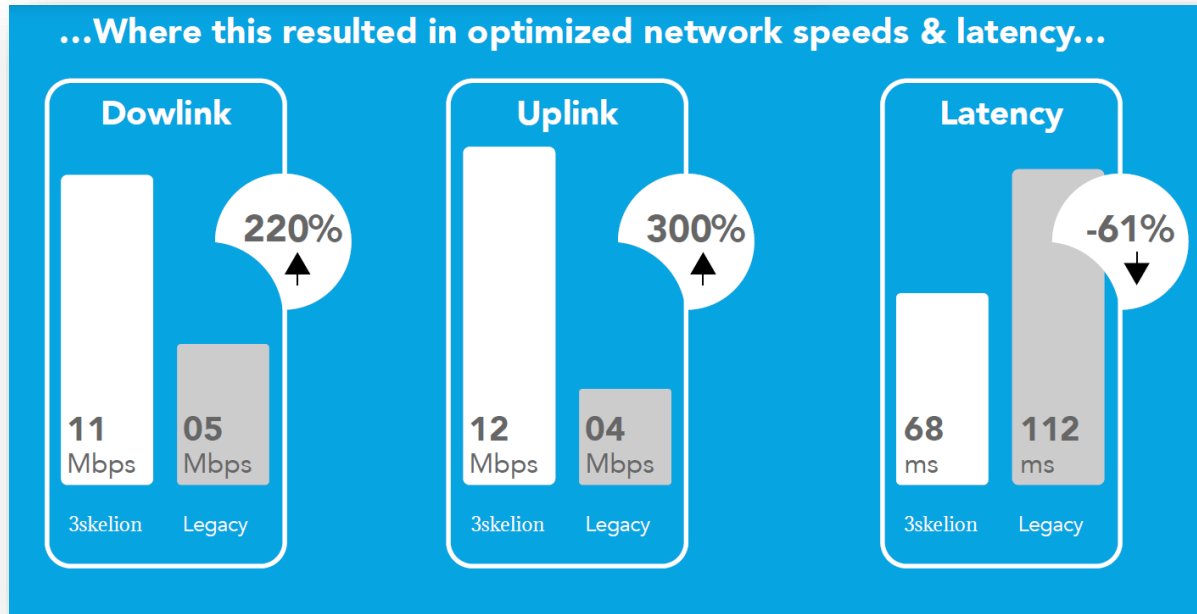 ...Where this resulted in optimized network speeds & latency...
Dowlink
220%
11
Mbps
05
Mbps
3skelion
Legacy
Uplink
300%
12
Mbps
04
Mbps
3skelion
Legacy
Latency
-61%
68
ms
112
ms
3skelion
Legacy